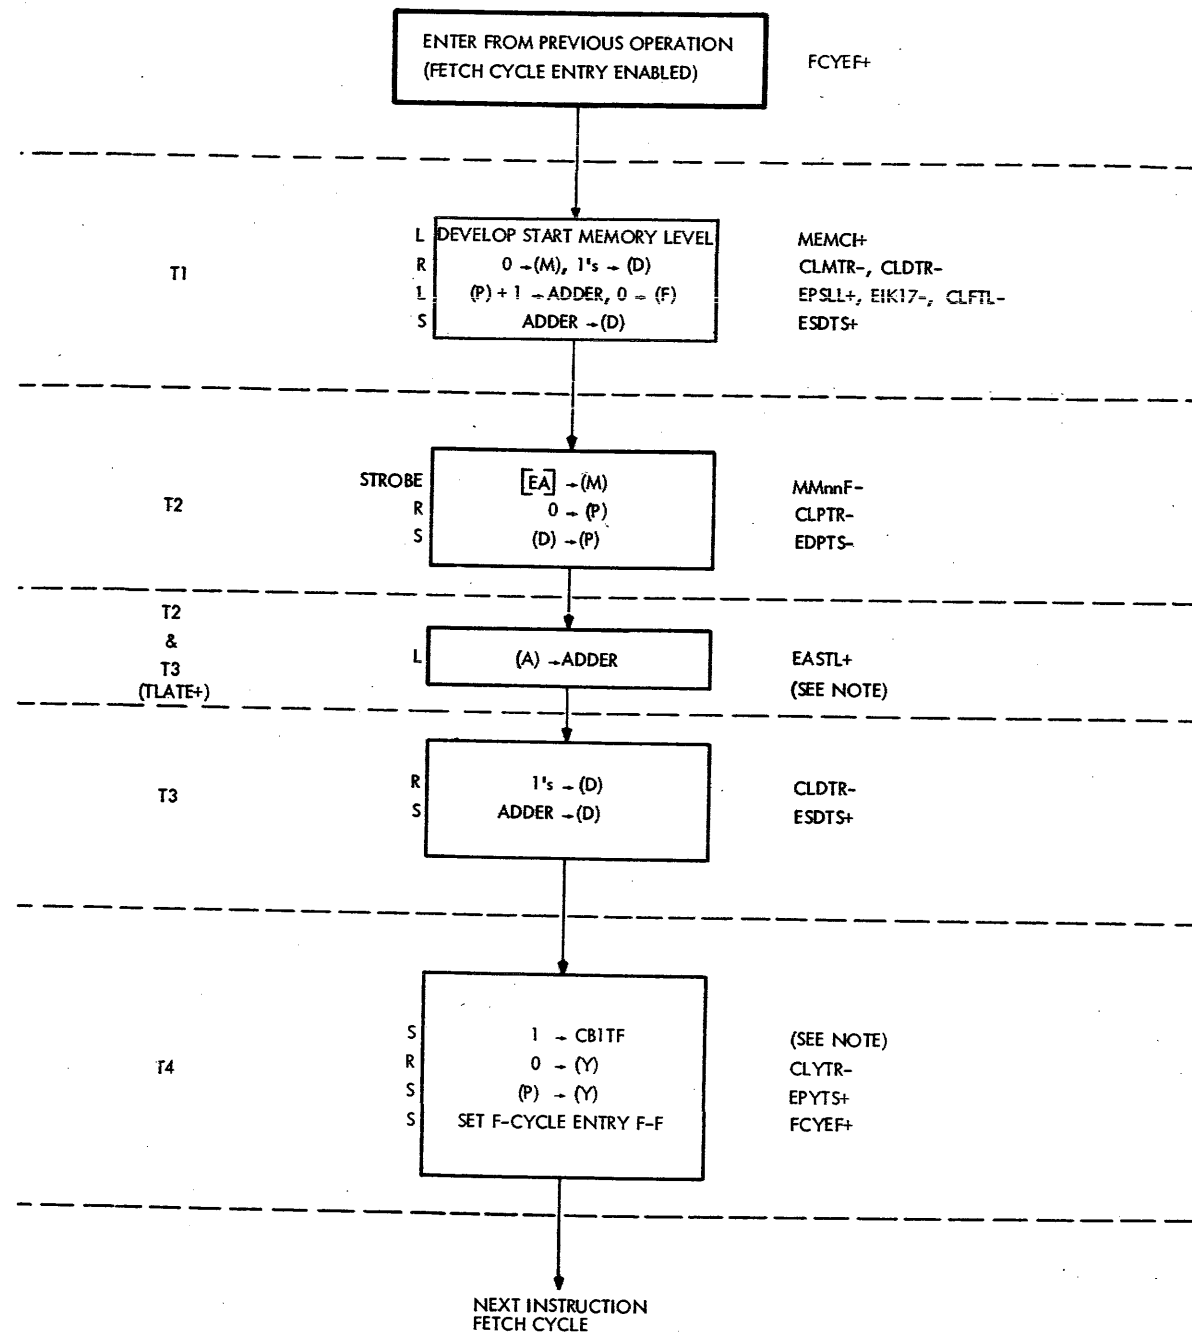 ENTER FROM PREVIOUS OPERATION
(FETCH CYCLE ENTRY ENABLED)
FCYEF+
T1
L DEVELOP START MEMORY LEVEL MEMCI+
R 0 → (M), 1's → (D) CLMTR-, CLDTR-
L (P) + 1 → ADDER, 0 → (F) EPSLL+, EIK17-, CLFTL-
S ADDER → (D) ESDTS+
T2
STROBE [EA] → (M) MMnnF-
R 0 → (P) CLPTR-
S (D) → (P) EDPTS-
T2
&
T3
(TLATE+)
L (A) → ADDER EASTL+
(SEE NOTE)
T3
R 1's → (D) CLDTR-
S ADDER → (D) ESDTS+
T4
S 1 → CBITF (SEE NOTE)
R 0 → (Y) CLYTR-
S (P) → (Y) EPYTS+
S SET F-CYCLE ENTRY F-F FCYEF+
NEXT INSTRUCTION
FETCH CYCLE